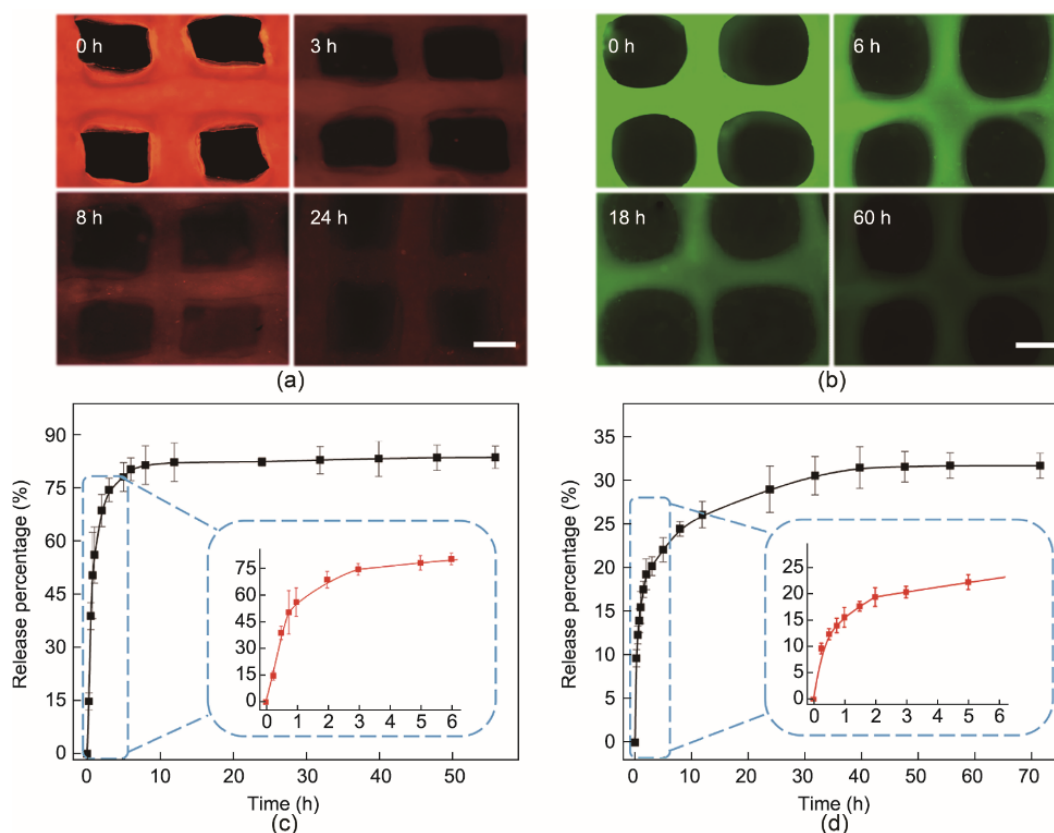 0 h
3 h
8 h
24 h
(a)
0 h
6 h
18 h
60 h
(b)
90
75
60
45
30
15
0
Release percentage (%)
75
60
45
30
15
0
0 1 2 3 4 5 6
0 10 20 30 40 50
Time (h)
(c)
35
30
25
20
15
10
5
0
Release percentage (%)
25
20
15
10
5
0
0 1 2 3 4 5 6
0 10 20 30 40 50 60 70
Time (h)
(d)